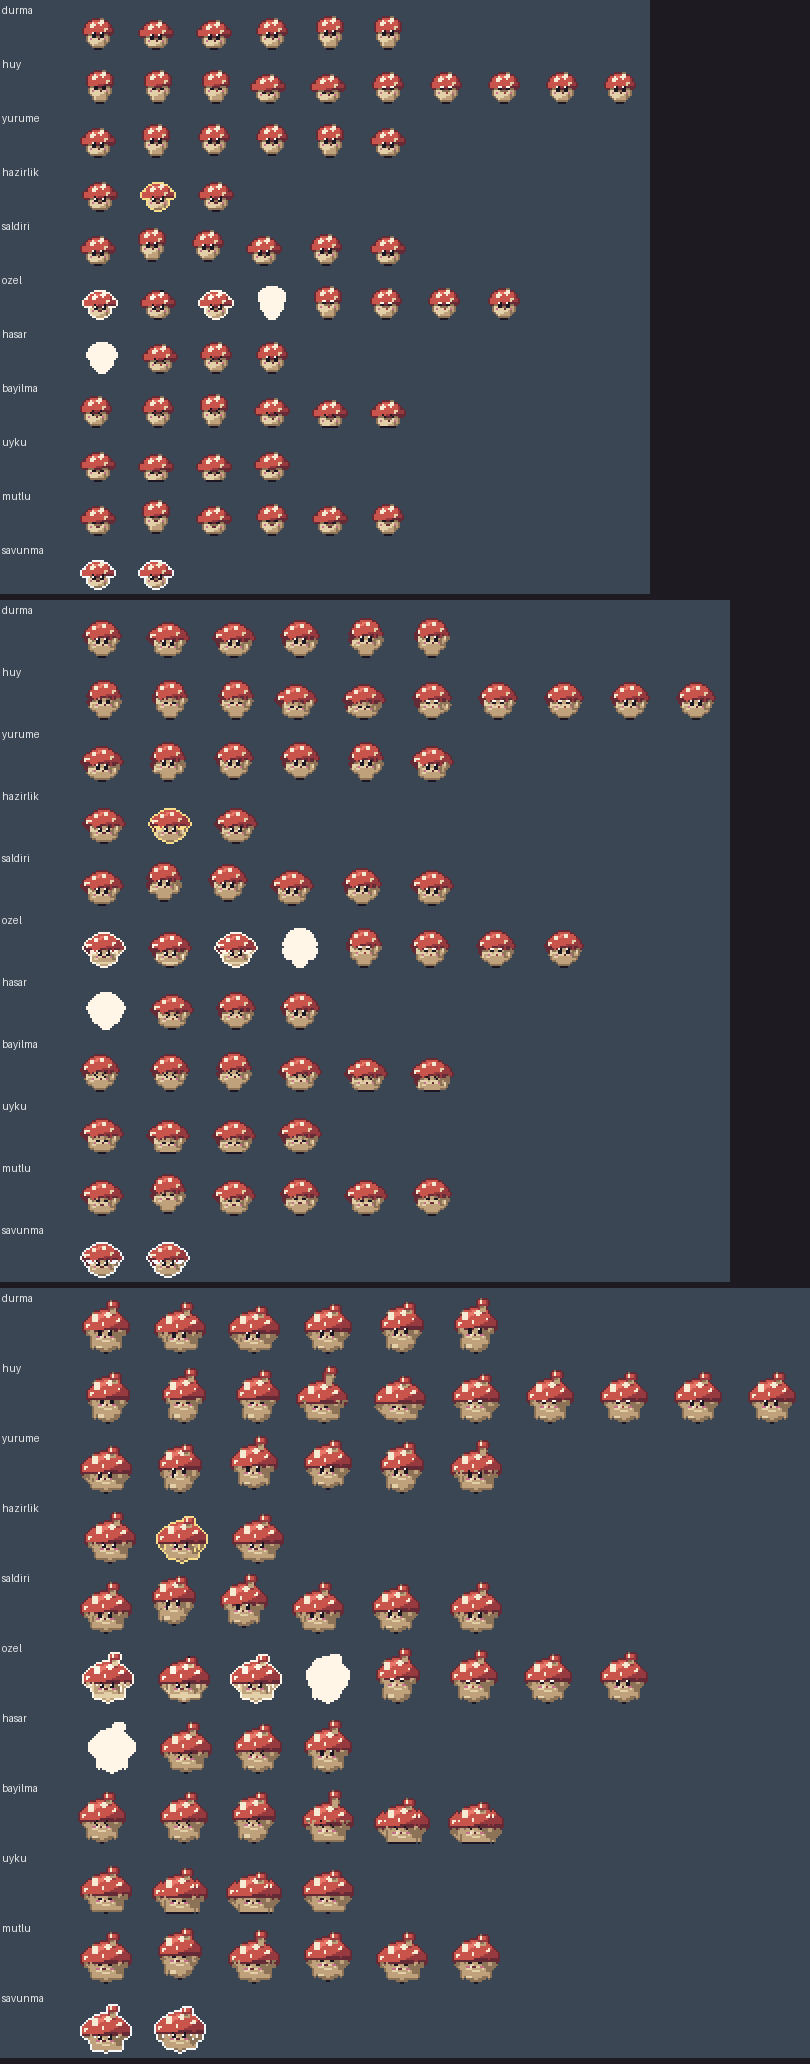 durma
huy
yurume
hazirlik
saldiri
ozel
hasar
bayilma
uyku
mutlu
savunma
durma
huy
yurume
hazirlik
saldiri
ozel
hasar
bayilma
uyku
mutlu
savunma
durma
huy
yurume
hazirlik
saldiri
ozel
hasar
bayilma
uyku
mutlu
savunma